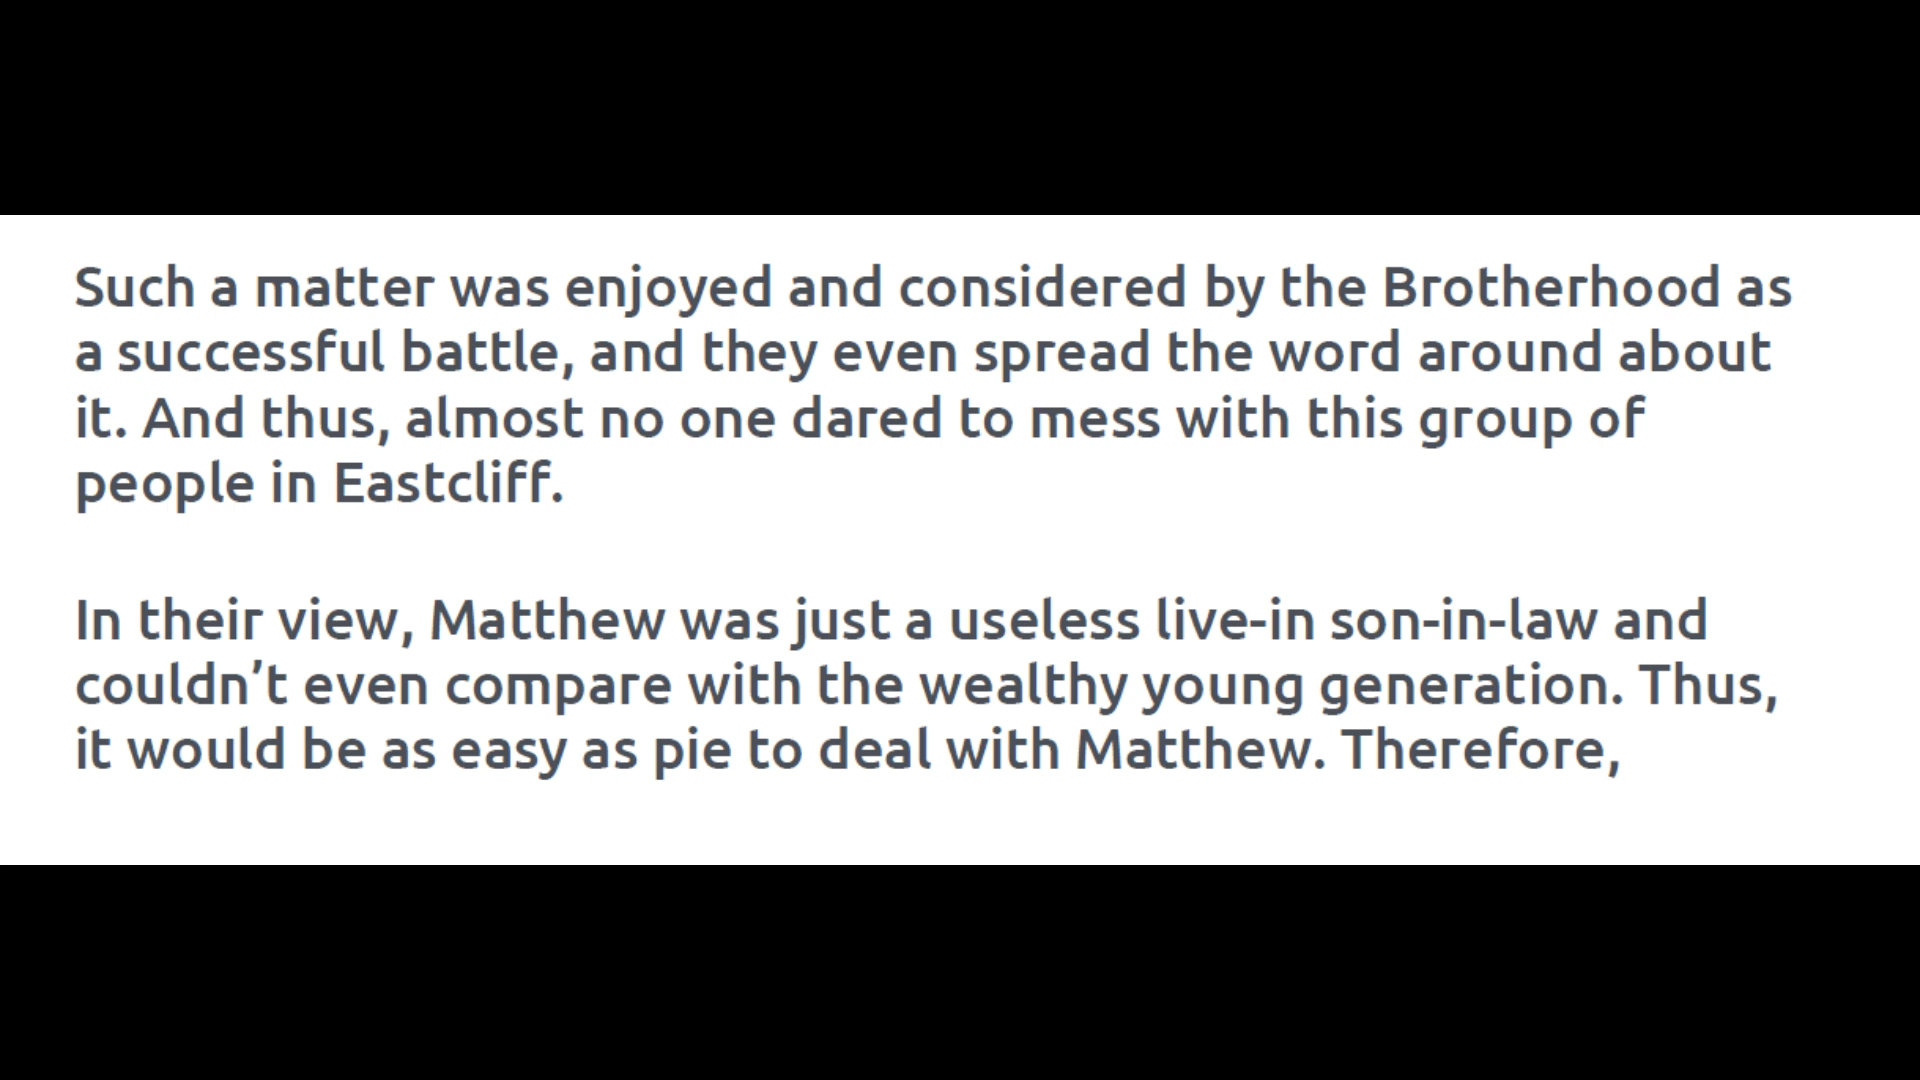 Such a matter was enjoyed and considered by the Brotherhood as
a successful battle, and they even spread the word around about
it. And thus, almost no one dared to mess with this group of
people in Eastcliff.
In their view, Matthew was just a useless live-in son-in-law and
couldn’t even compare with the wealthy young generation. Thus,
it would be as easy as pie to deal with Matthew. Therefore,